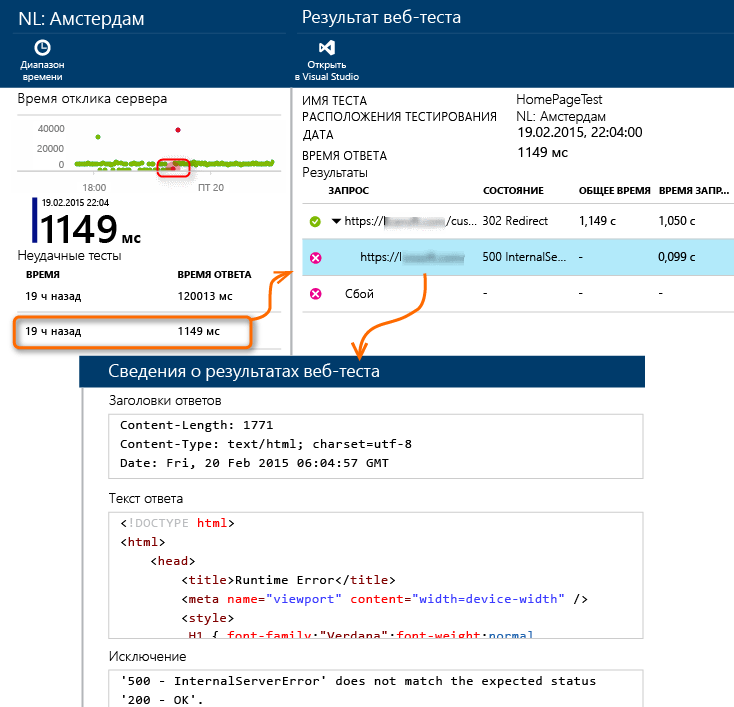 NL: Амстердам
Диапазон
времени
Время отклика сервера
40000
20000
0
18:00
ПТ 20
19.02.2015 22:04
1149 мс
Неудачные тесты
ВРЕМЯ ВРЕМЯ ОТВЕТА
19 ч назад 120013 мс
19 ч назад 1149 мс
Результат веб-теста
Открыть
в Visual Studio
ИМЯ ТЕСТА HomePageTest
РАСПОЛОЖЕНИЯ ТЕСТИРОВАНИЯ NL: Амстердам
ДАТА 19.02.2015, 22:04:00
ВРЕМЯ ОТВЕТА 1149 мс
Результаты
ЗАПРОС СОСТОЯНИЕ ОБЩЕЕ ВРЕМЯ ВРЕМЯ ЗАПР...
https:// /cus... 302 Redirect 1,149 с 1,050 с
https:// 500 InternalSe... - 0,099 с
Сбой - - -
Сведения о результатах веб-теста
Заголовки ответов
Content-Length: 1771
Content-Type: text/html; charset=utf-8
Date: Fri, 20 Feb 2015 06:04:57 GMT
Текст ответа
<!DOCTYPE html>
<html>
<head>
<title>Runtime Error</title>
<meta name="viewport" content="width=device-width" />
<style>
H1 { font-family:"Verdana";font-weight:normal
Исключение
'500 - InternalServerError' does not match the expected status
'200 - OK'.